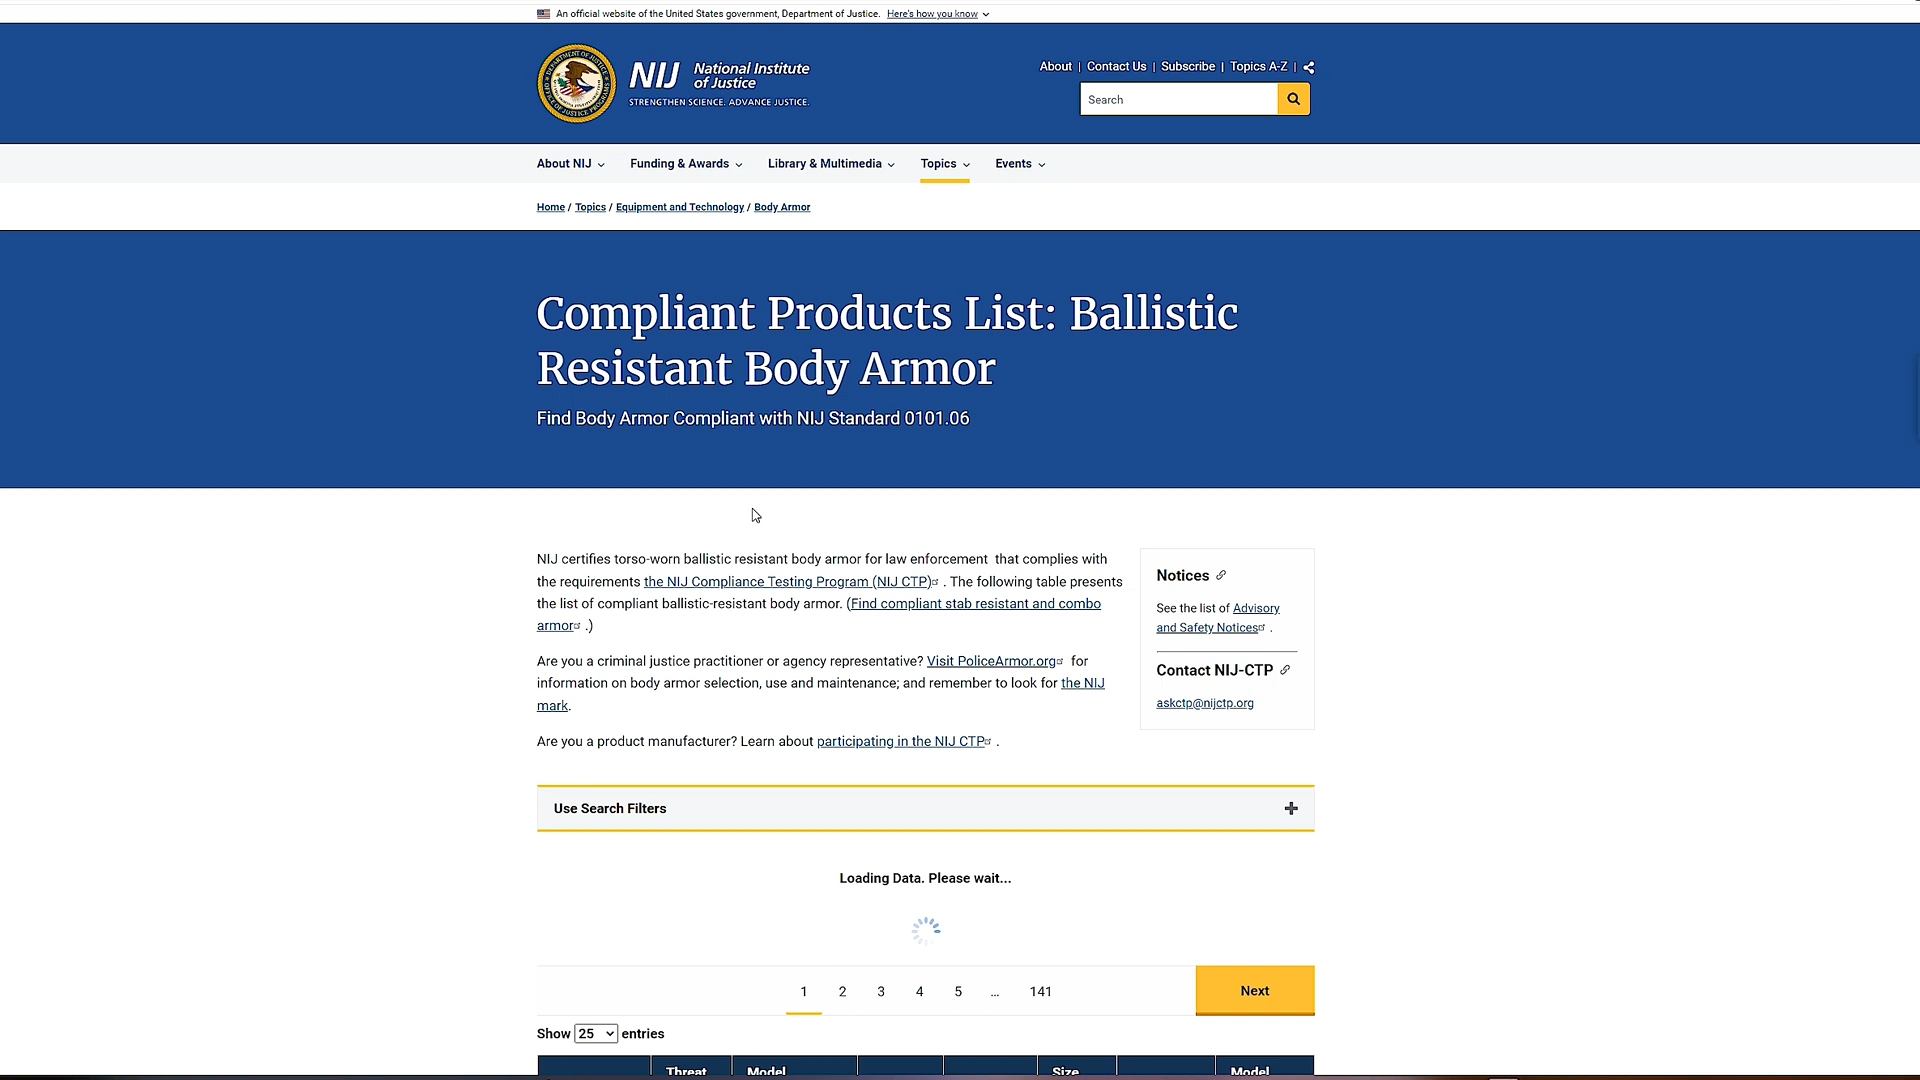 An official website of the United States government, Department of Justice. Here's how you know
NIJ National Institute of Justice
STRENGTHEN SCIENCE. ADVANCE JUSTICE.
About | Contact Us | Subscribe | Topics A-Z |
Search
About NIJ Funding & Awards Library & Multimedia Topics Events
Home / Topics / Equipment and Technology / Body Armor
Compliant Products List: Ballistic
Resistant Body Armor
Find Body Armor Compliant with NIJ Standard 0101.06
NIJ certifies torso-worn ballistic resistant body armor for law enforcement that complies with
the requirements the NIJ Compliance Testing Program (NIJ CTP) . The following table presents
the list of compliant ballistic-resistant body armor. (Find compliant stab resistant and combo
armor .)
Are you a criminal justice practitioner or agency representative? Visit PoliceArmor.org for
information on body armor selection, use and maintenance; and remember to look for the NIJ
mark.
Are you a product manufacturer? Learn about participating in the NIJ CTP .
Notices
See the list of Advisory
and Safety Notices .
Contact NIJ-CTP
askctp@nijctp.org
Use Search Filters
Loading Data. Please wait...
1 2 3 4 5 ... 141 Next
Show 25 entries
Threat Model Size Model